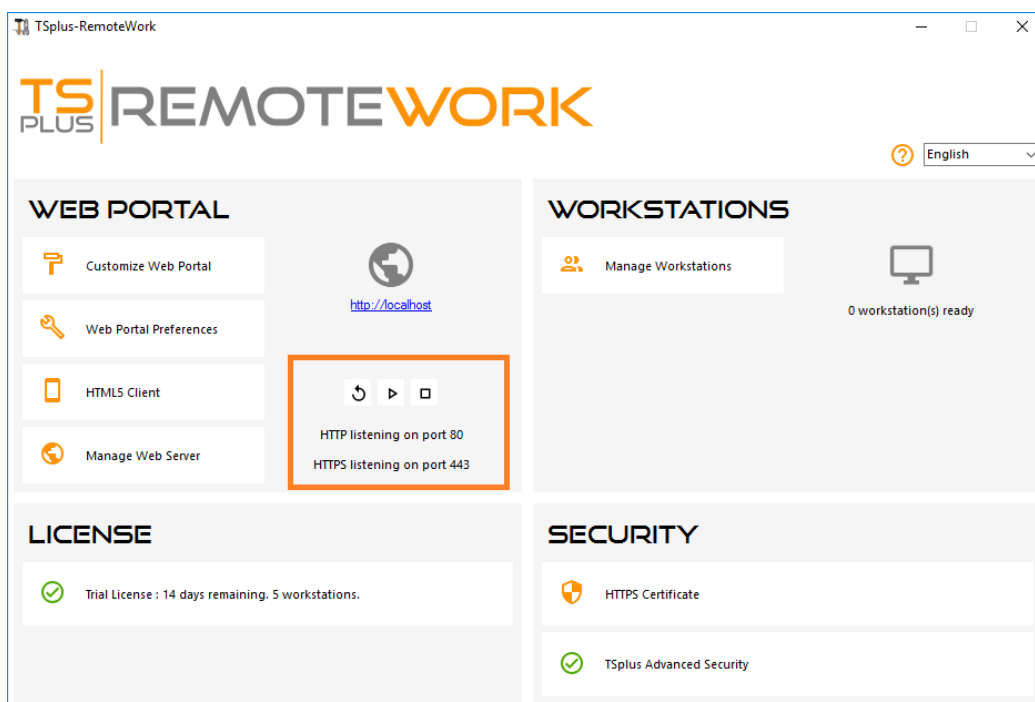 TSplus-RemoteWork
TS
PLUS
REMOTEWORK
English
WEB PORTAL
Customize Web Portal
http://localhost
Web Portal Preferences
HTML5 Client
HTTP listening on port 80
Manage Web Server
HTTPS listening on port 443
WORKSTATIONS
Manage Workstations
0 workstation(s) ready
LICENSE
Trial License : 14 days remaining. 5 workstations.
SECURITY
HTTPS Certificate
TSplus Advanced Security